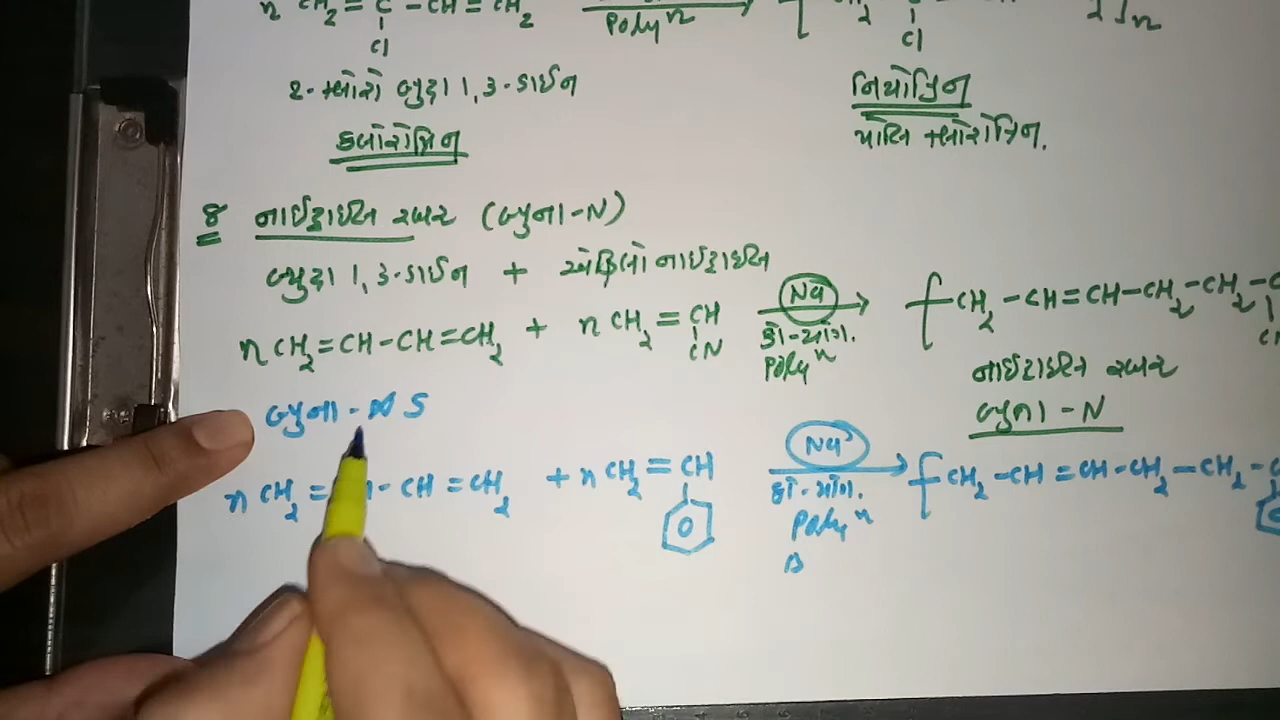 n CH2 = C - CH = CH2
Cl
Polyⁿ
C
Cl
]n
2-ક્લોરો બ્યુટા 1, 3-ડાઈન
ક્લોરોપ્રિન
નિયોપ્રિન
પોલિ ક્લોરોપ્રિન.
8 નાઈટ્રાઈલ રબર (બ્યુના-N)
બ્યુટા 1, 3-ડાઈન + એક્રિલો નાઈટ્રાઈલ
n CH2=CH-CH=CH2 + n CH2 = CH
CN
Na
કો-યોગ.
Polyⁿ
[CH2-CH=CH-CH2-CH2-C
નાઈટ્રાઈલ રબર
બ્યુના-N
બ્યુના- S
n CH2 = H-CH=CH2 + n CH2 = CH
Na
કો-યોગ.
Polyⁿ
B
[CH2-CH=CH-CH2-CH2-C